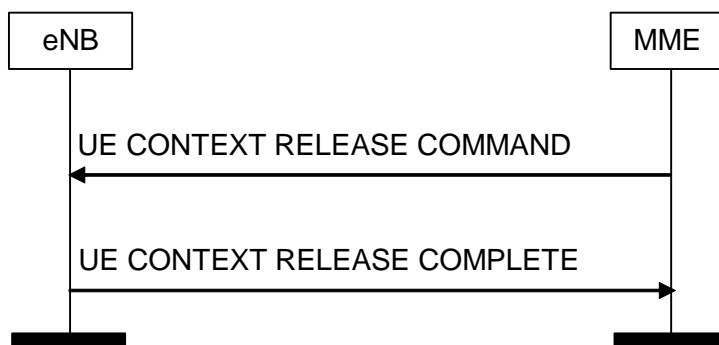 eNB
MME
UE CONTEXT RELEASE COMMAND
UE CONTEXT RELEASE COMPLETE